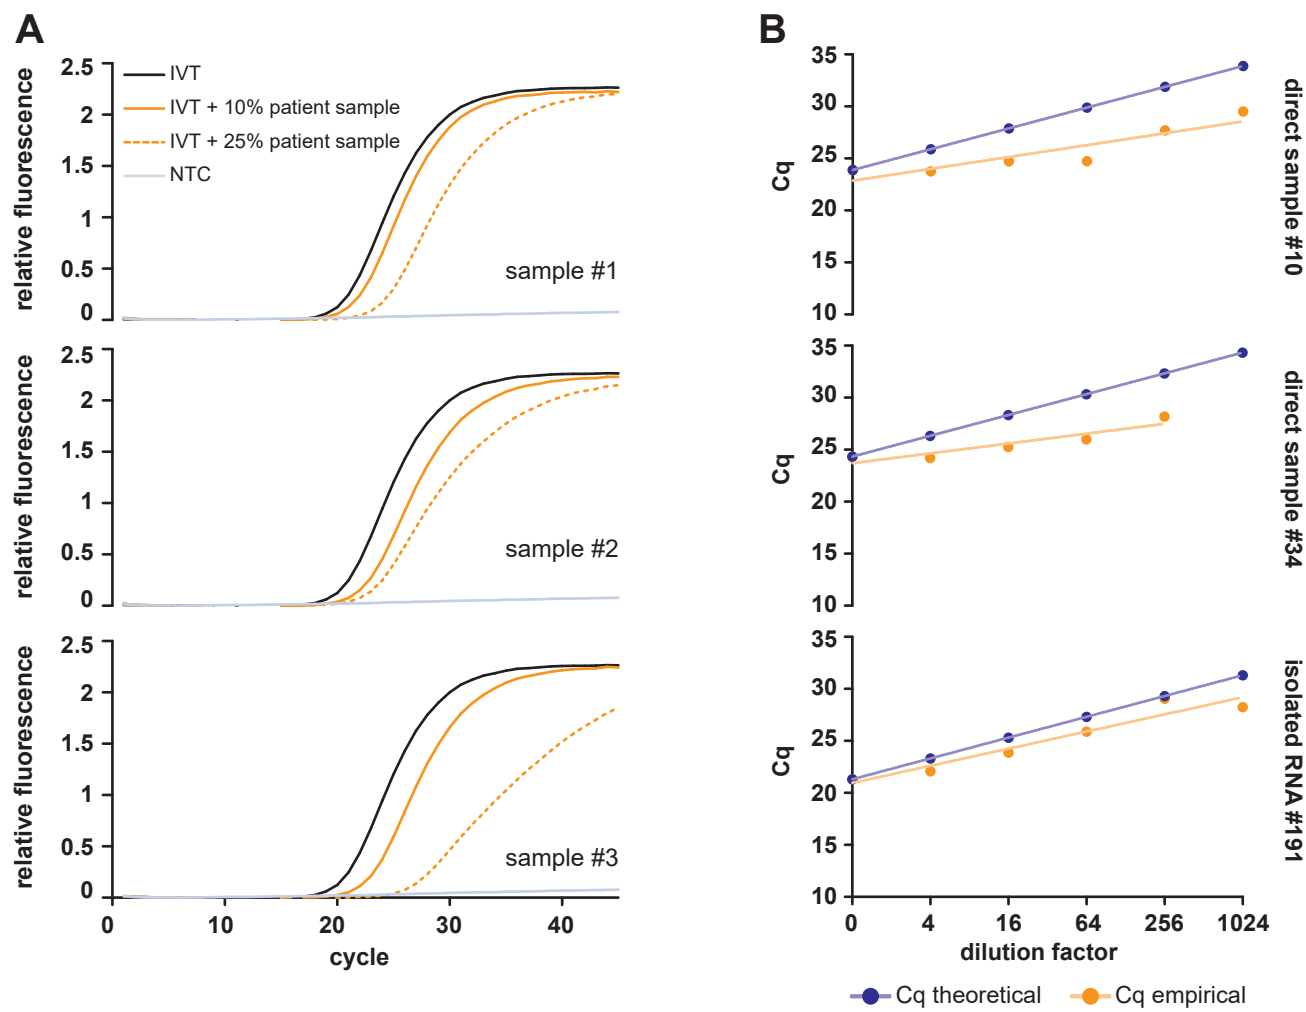 A
2.5
2
1.5
1
0.5
0
relative fluorescence
IVT
IVT + 10% patient sample
IVT + 25% patient sample
NTC
sample #1
2.5
2
1.5
1
0.5
0
relative fluorescence
sample #2
2.5
2
1.5
1
0.5
0
relative fluorescence
sample #3
0 10 20 30 40
cycle
B
35
30
25
20
15
10
Cq
direct sample #10
35
30
25
20
15
10
Cq
direct sample #34
35
30
25
20
15
10
Cq
isolated RNA #191
0 4 16 64 256 1024
dilution factor
Cq theoretical Cq empirical